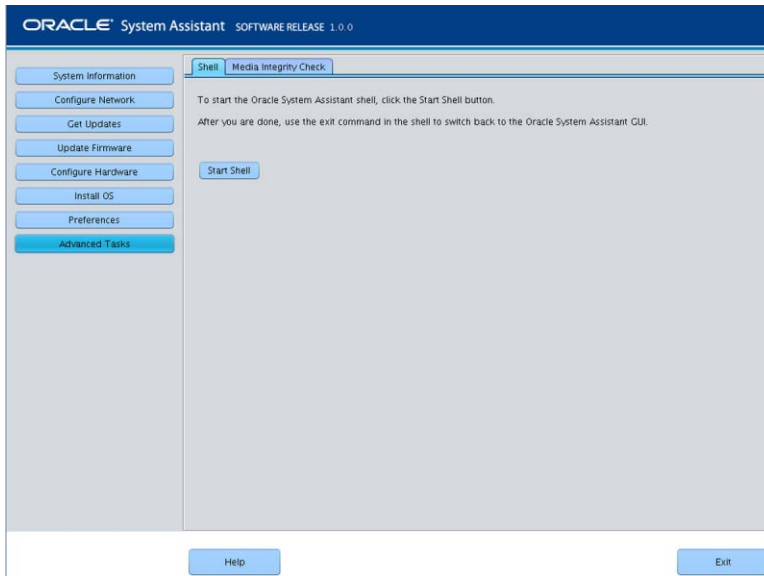 ORACLE System Assistant SOFTWARE RELEASE 1.0.0
System Information
Configure Network
Get Updates
Update Firmware
Configure Hardware
Install OS
Preferences
Advanced Tasks
Shell Media Integrity Check
To start the Oracle System Assistant shell, click the Start Shell button.
After you are done, use the exit command in the shell to switch back to the Oracle System Assistant GUI.
Start Shell
Help Exit